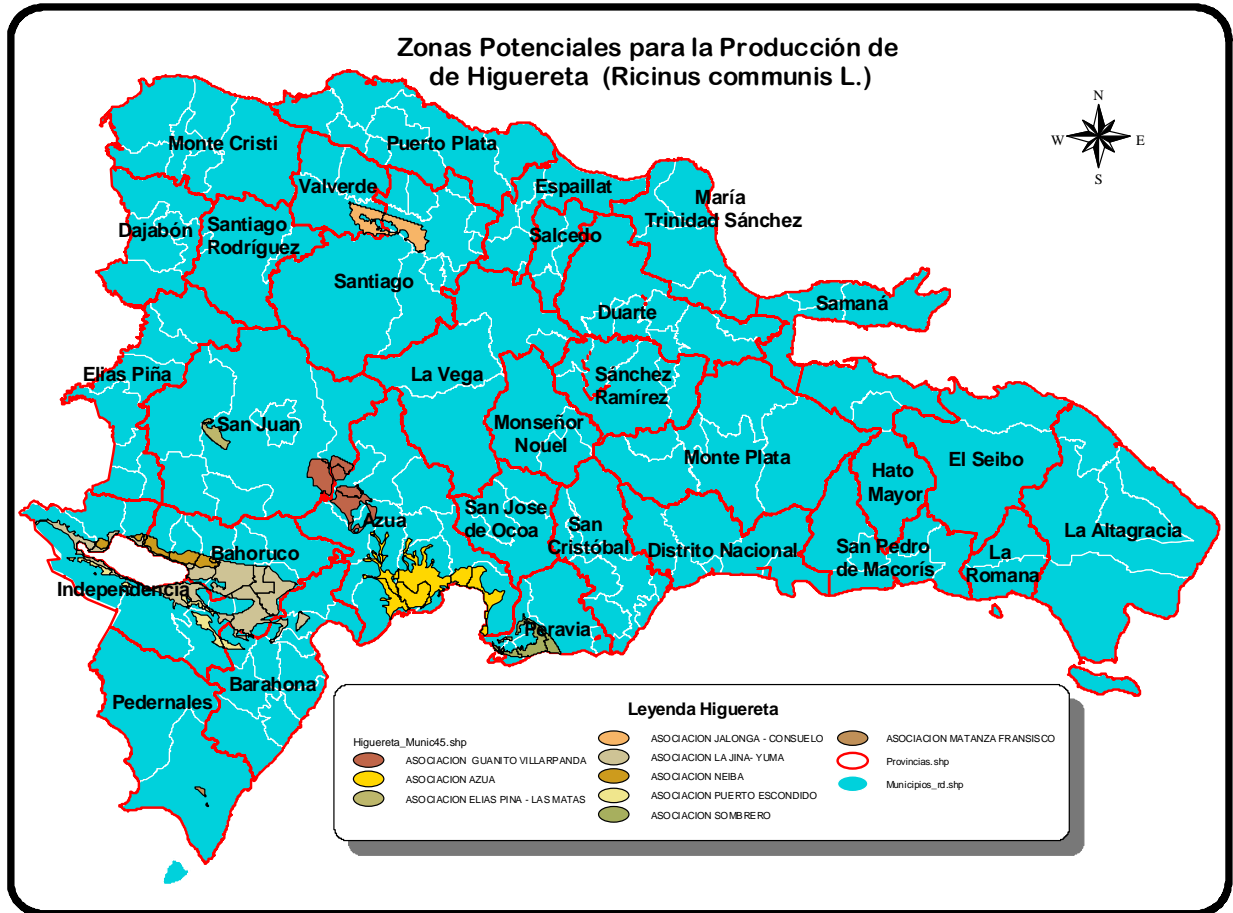 Zonas Potenciales para la Producción de
de Higuereta (Ricinus communis L.)
N
W
E
S
Monte Cristi
Puerto Plata
Valverde
Espaillat
María
Trinidad Sánchez
Dajabón
Santiago
Rodríguez
Salcedo
Santiago
Samaná
Duarte
Elías Piña
La Vega
Sánchez
Ramírez
San Juan
Monseñor
Nouel
Monte Plata
El Seibo
Hato
Mayor
Azua
San Jose
de Ocoa
San
Cristóbal
La Altagracia
Bahoruco
Distrito Nacional
San Pedro
de Macorís
La
Romana
Independencia
Peravia
Barahona
Pedernales
Leyenda Higuereta
Higuereta_Munic45.shp
ASOCIACION GUANITO VILLARPANDA
ASOCIACION AZUA
ASOCIACION ELIAS PINA - LAS MATAS
ASOCIACION JALONGA - CONSUELO
ASOCIACION LA JINA- YUMA
ASOCIACION NEIBA
ASOCIACION PUERTO ESCONDIDO
ASOCIACION SOMBRERO
ASOCIACION MATANZA FRANSISCO
Provincias.shp
Municipios_rd.shp